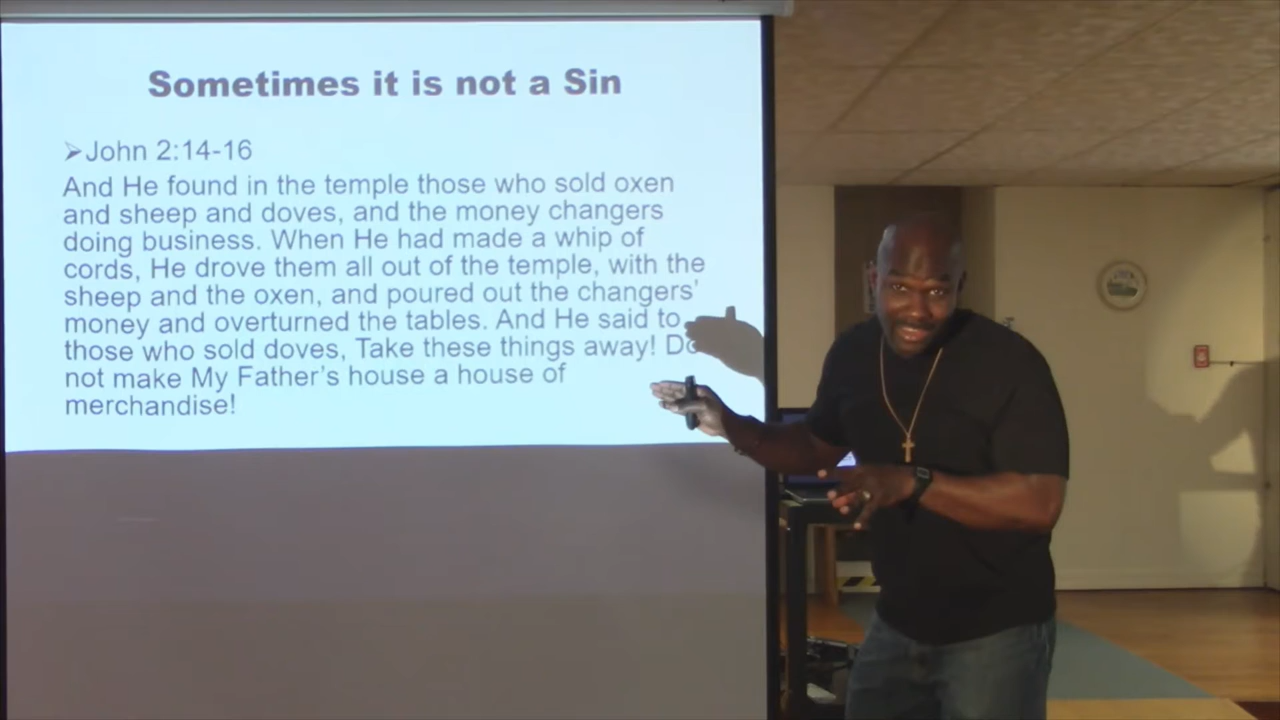 Sometimes it is not a Sin
➢John 2:14-16
And He found in the temple those who sold oxen
and sheep and doves, and the money changers
doing business. When He had made a whip of
cords, He drove them all out of the temple, with the
sheep and the oxen, and poured out the changers’
money and overturned the tables. And He said to
those who sold doves, Take these things away! Do
not make My Father’s house a house of
merchandise!